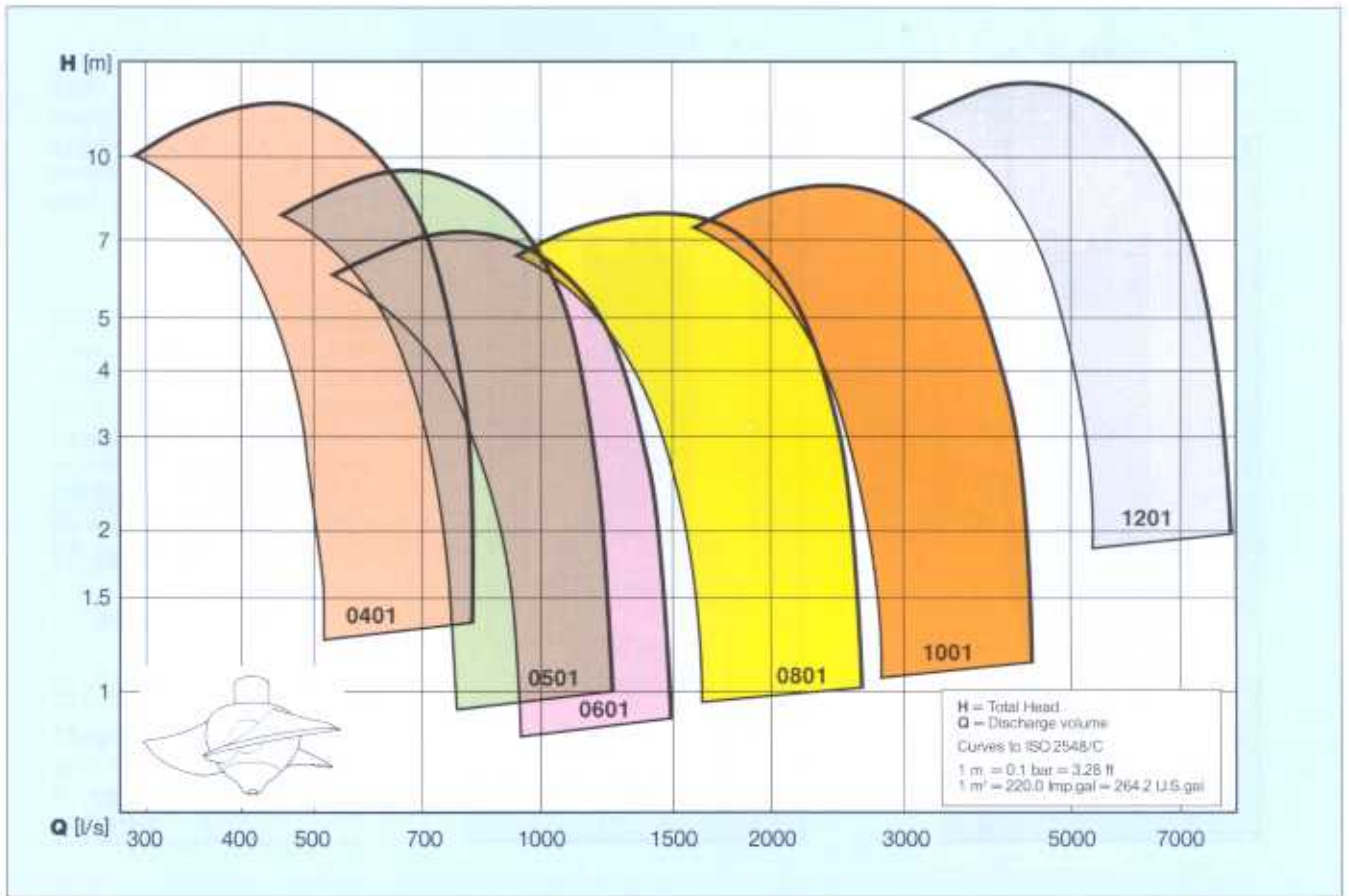 H [m]
10
7
5
4
3
2
1.5
1
0401
0501
0601
0801
1001
1201
H = Total Head
Q = Discharge volume
Curves to ISO 2548/C
1 m = 0.1 bar = 3.28 ft
1 m³ = 220.0 Imp.gal = 264.2 U.S.gal
Q [l/s]
300 400 500 700 1000 1500 2000 3000 5000 7000